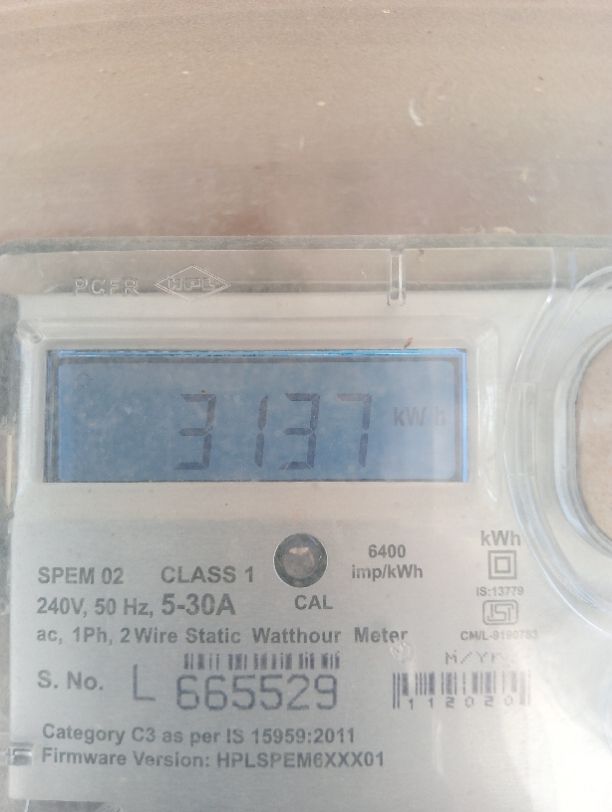 PCFR HPL
3137 kWh
6400
imp/kWh
kWh
SPEM 02 CLASS 1
IS:13779
240V, 50 Hz, 5-30A
CAL
ac, 1Ph, 2 Wire Static Watthour Meter
M/YR
S. No. L 665529
112020
Category C3 as per IS 15959:2011
Firmware Version: HPLSPEM6XXX01